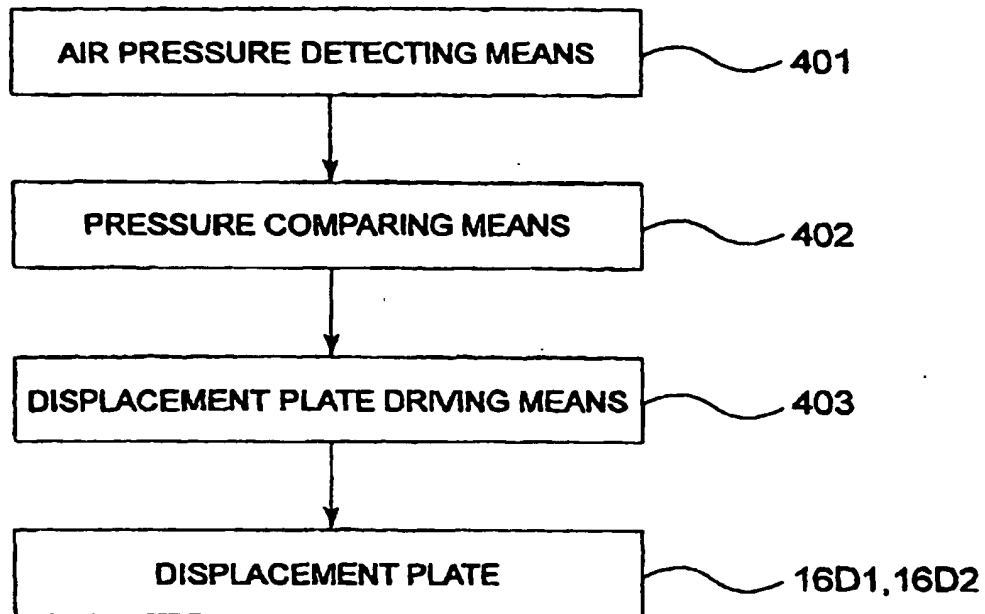 AIR PRESSURE DETECTING MEANS 401
PRESSURE COMPARING MEANS 402
DISPLACEMENT PLATE DRIVING MEANS 403
DISPLACEMENT PLATE 16D1, 16D2